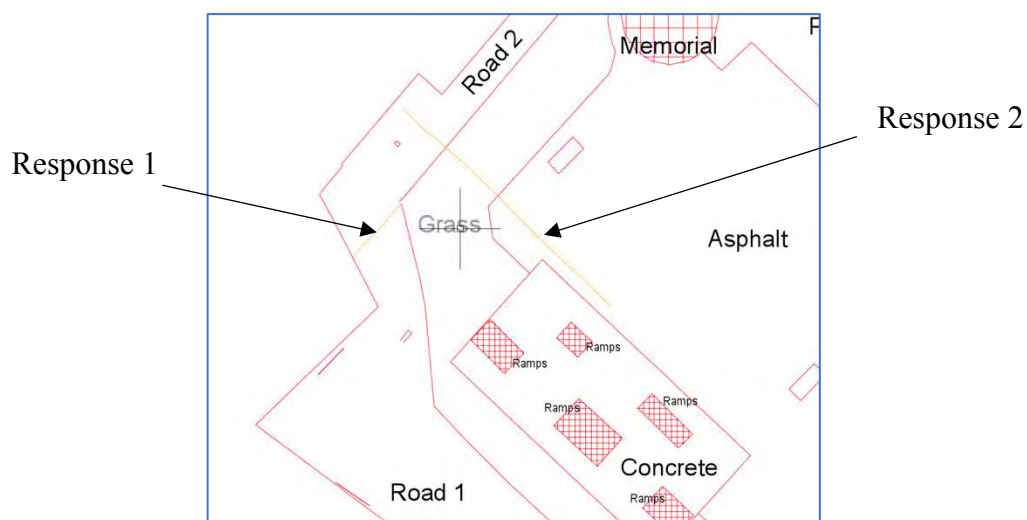 F
Memorial
Road 2
Response 2
Response 1
Grass
Asphalt
Ramps
Ramps
Ramps
Ramps
Concrete
Road 1
Ramps